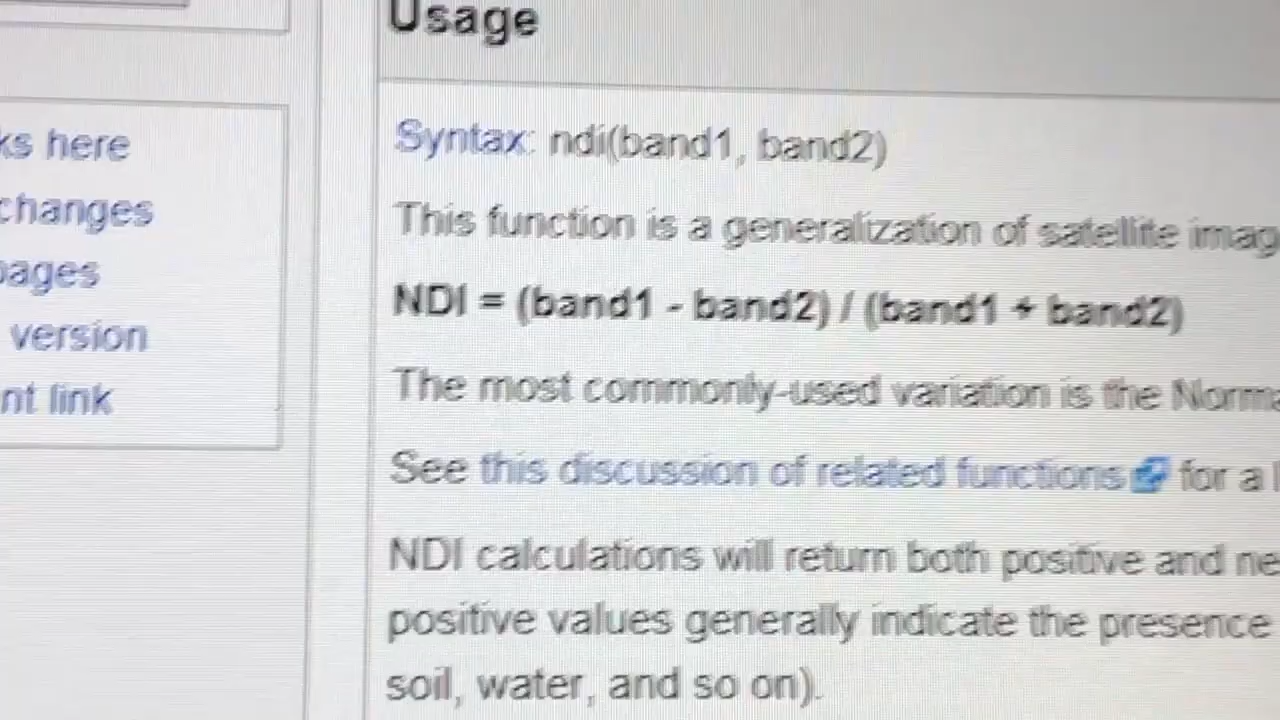 Usage
ks here
changes
pages
version
nt link
Syntax: ndi(band1, band2)
This function is a generalization of satellite imag
NDI = (band1 - band2) / (band1 + band2)
The most commonly-used variation is the Norma
See this discussion of related functions for a
NDI calculations will return both positive and ne
positive values generally indicate the presence
soil, water, and so on).